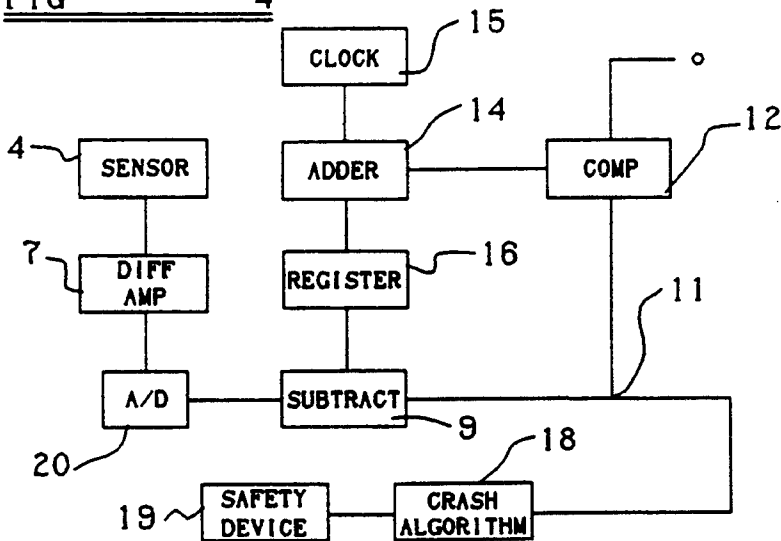 FIG 4
15
CLOCK
14
12
4
SENSOR
ADDER
COMP
7
DIFF
AMP
16
REGISTER
11
A/D
SUBTRACT
9
20
18
19
SAFETY
DEVICE
CRASH
ALGORITHM